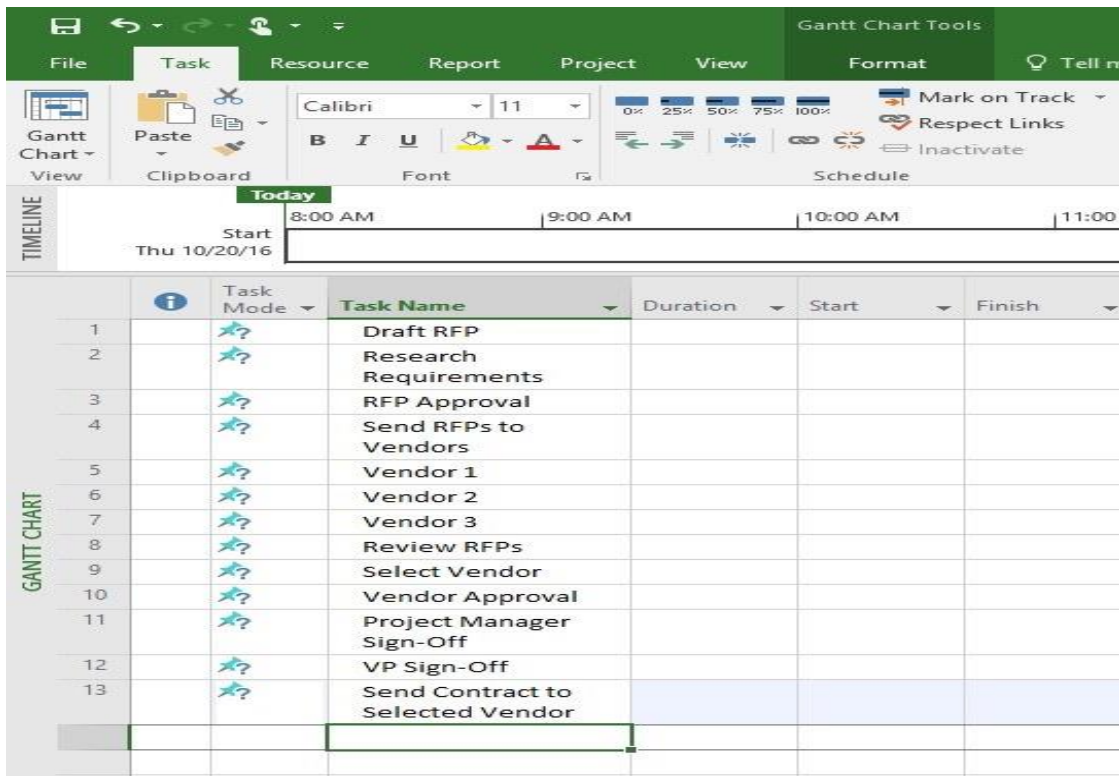 Gantt Chart Tools
File Task Resource Report Project View Format Tell
Calibri 11 0% 25% 50% 75% 100% Mark on Track
Respect Links
Gantt Paste B I U A Inactivate
Chart
View Clipboard Font Schedule
Today
TIMELINE
8:00 AM 9:00 AM 10:00 AM 11:00
Start
Thu 10/20/16
Task
Mode Task Name Duration Start Finish
GANTT CHART
1 Draft RFP
2 Research
Requirements
3 RFP Approval
4 Send RFPs to
Vendors
5 Vendor 1
6 Vendor 2
7 Vendor 3
8 Review RFPs
9 Select Vendor
10 Vendor Approval
11 Project Manager
Sign-Off
12 VP Sign-Off
13 Send Contract to
Selected Vendor